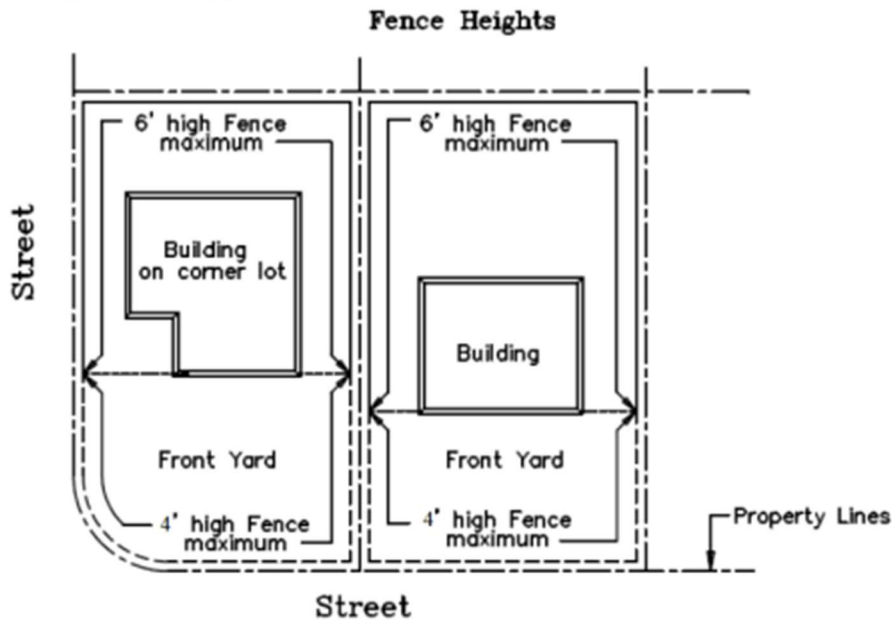 Fence Heights
6' high Fence
maximum
6' high Fence
maximum
Street
Building
on corner lot
Building
Front Yard
Front Yard
4' high Fence
maximum
4' high Fence
maximum
Property Lines
Street